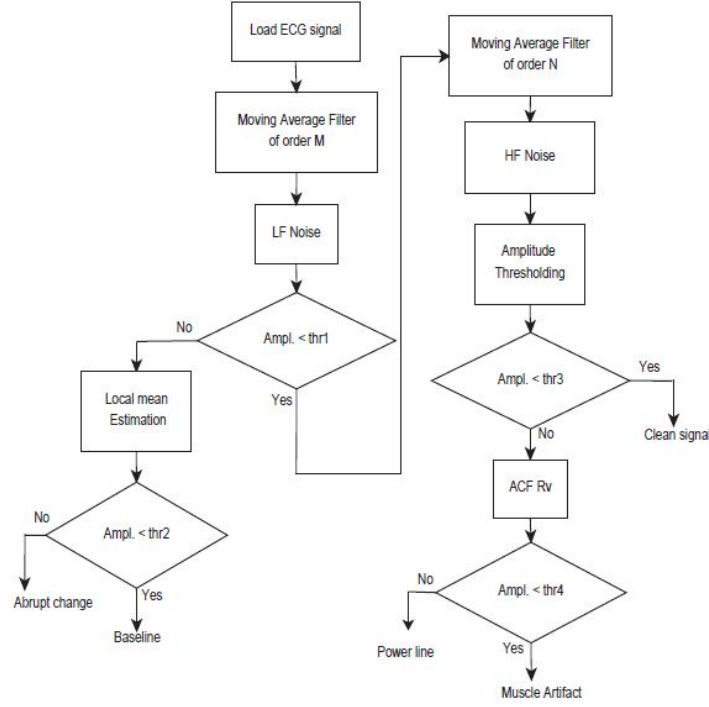 Load ECG signal
Moving Average Filter
of order M
LF Noise
Ampl. < thr1
No
Yes
Local mean
Estimation
Ampl. < thr2
No
Yes
Abrupt change
Baseline
Moving Average Filter
of order N
HF Noise
Amplitude
Thresholding
Ampl. < thr3
Yes
No
Clean signal
ACF Rv
Ampl. < thr4
No
Yes
Power line
Muscle Artifact